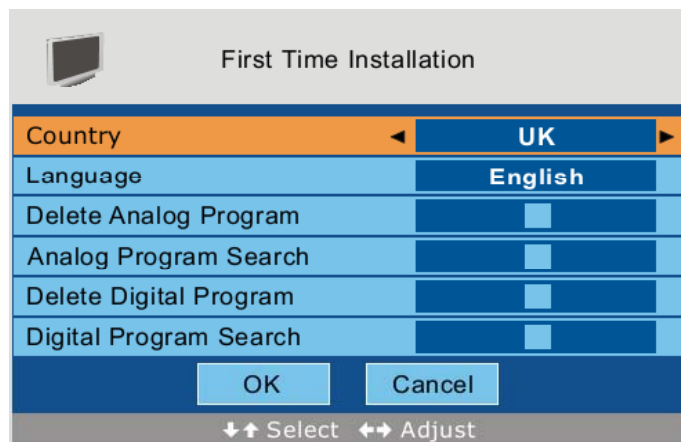 First Time Installation
Country UK
Language English
Delete Analog Program
Analog Program Search
Delete Digital Program
Digital Program Search
OK Cancel
Select Adjust